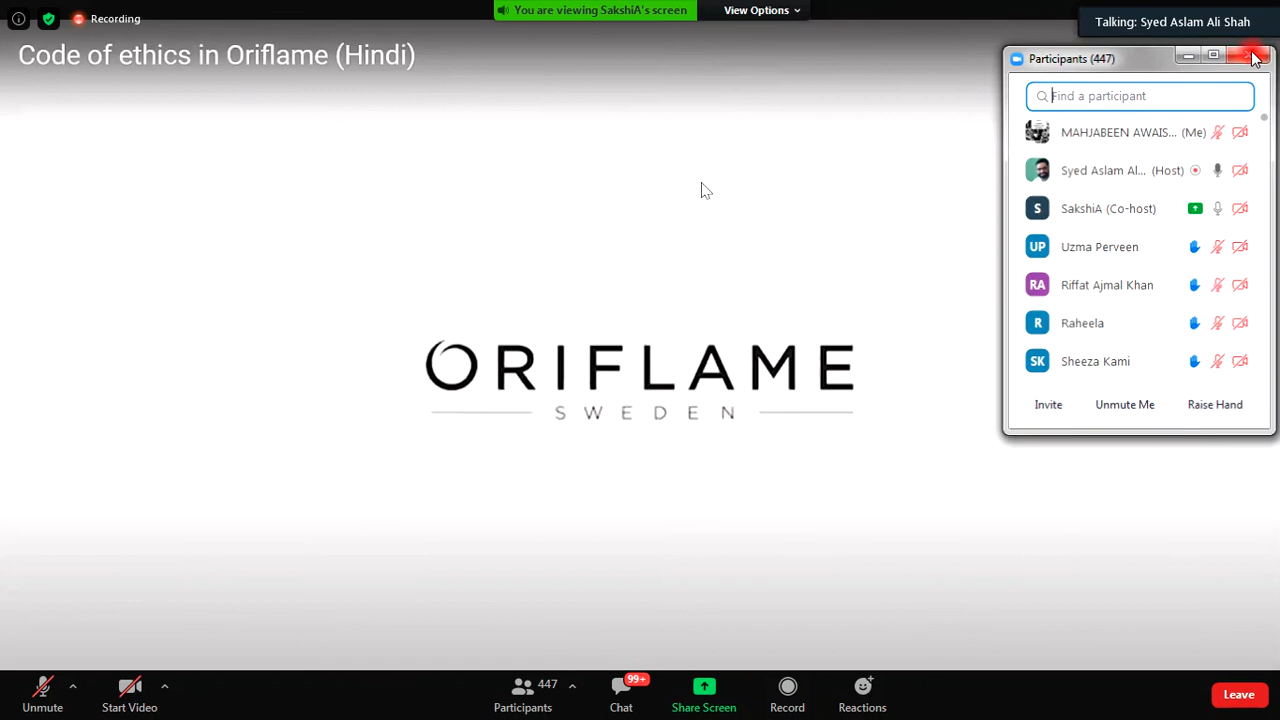 Recording
You are viewing SakshiA's screen
View Options
Talking: Syed Aslam Ali Shah
Code of ethics in Oriflame (Hindi)
Participants (447)
Find a participant
MAHJABEEN AWAIS... (Me)
Syed Aslam Al... (Host)
S SakshiA (Co-host)
UP Uzma Perveen
RA Riffat Ajmal Khan
R Raheela
SK Sheeza Kami
Invite Unmute Me Raise Hand
ORIFLAME
SWEDEN
447 99+
Unmute Start Video Participants Chat Share Screen Record Reactions Leave